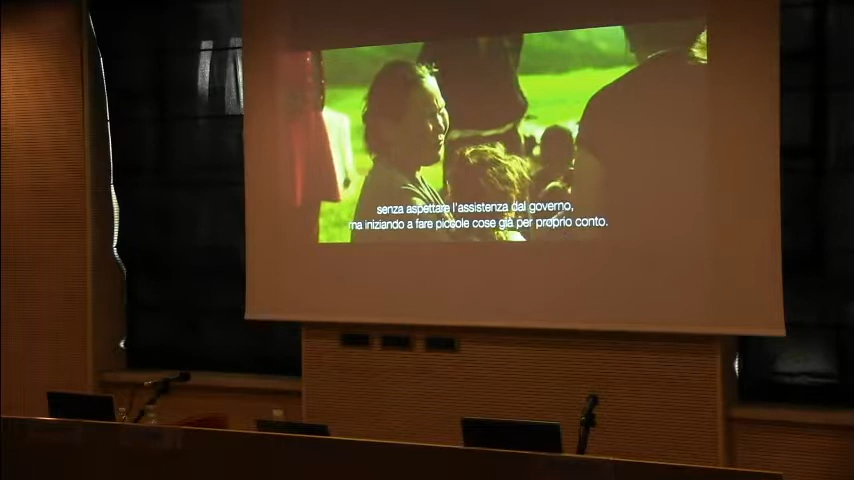 senza aspettare l'assistenza dal governo,
ma iniziando a fare piccole cose già per proprio conto.